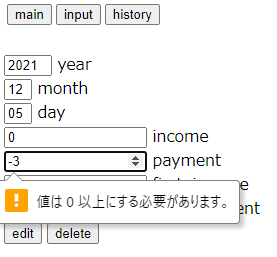 main input history
2021 year
12 month
05 day
0 income
-3 payment
値は 0 以上にする必要があります。
edit delete